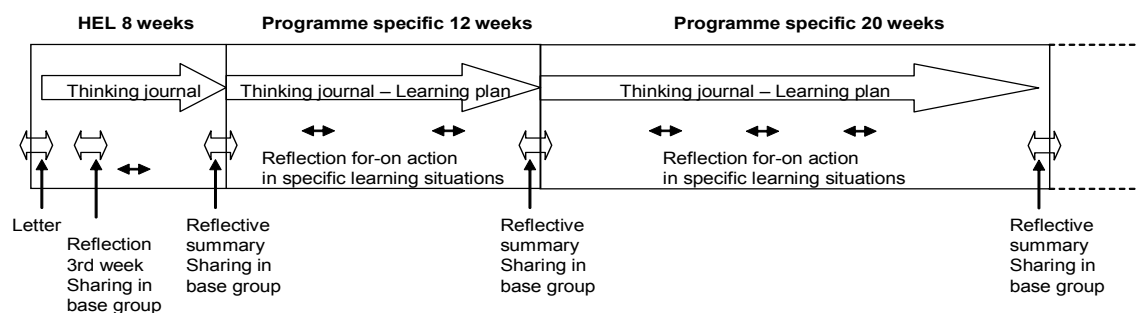 HEL 8 weeks
Programme specific 12 weeks
Programme specific 20 weeks
Thinking journal
Thinking journal – Learning plan
Thinking journal – Learning plan
Reflection for-on action
in specific learning situations
Reflection for-on action
in specific learning situations
Letter
Reflection
3rd week
Sharing in
base group
Reflective
summary
Sharing in
base group
Reflective
summary
Sharing in
base group
Reflective
summary
Sharing in
base group